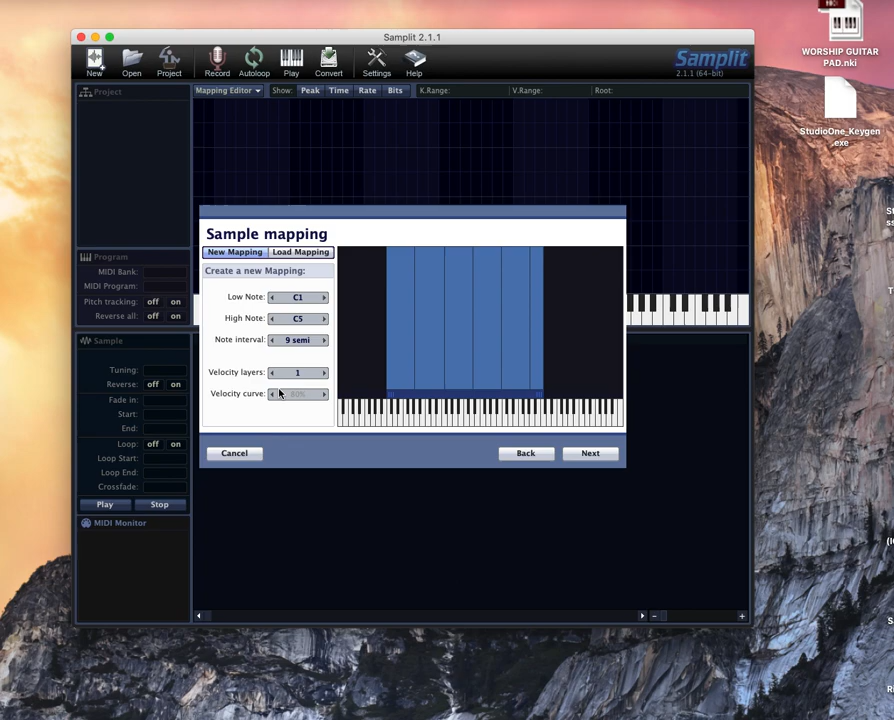 Samplit 2.1.1
New
Open
Project
Record
Autoloop
Play
Convert
Settings
Help
Samplit
2.1.1 (64-bit)
WORSHIP GUITAR
PAD.nki
StudioOne_Keygen
.exe
Project
Mapping Editor
Show:
Peak
Time
Rate
Bits
K.Range:
V.Range:
Root:
Program
MIDI Bank:
MIDI Program:
Pitch tracking: off on
Reverse all: off on
Sample
Tuning:
Reverse: off on
Fade in:
Start:
End:
Loop: off on
Loop Start:
Loop End:
Crossfade:
Play Stop
MIDI Monitor
Sample mapping
New Mapping Load Mapping
Create a new Mapping:
Low Note: C1
High Note: C5
Note interval: 9 semi
Velocity layers: 1
Velocity curve: 80%
Cancel Back Next